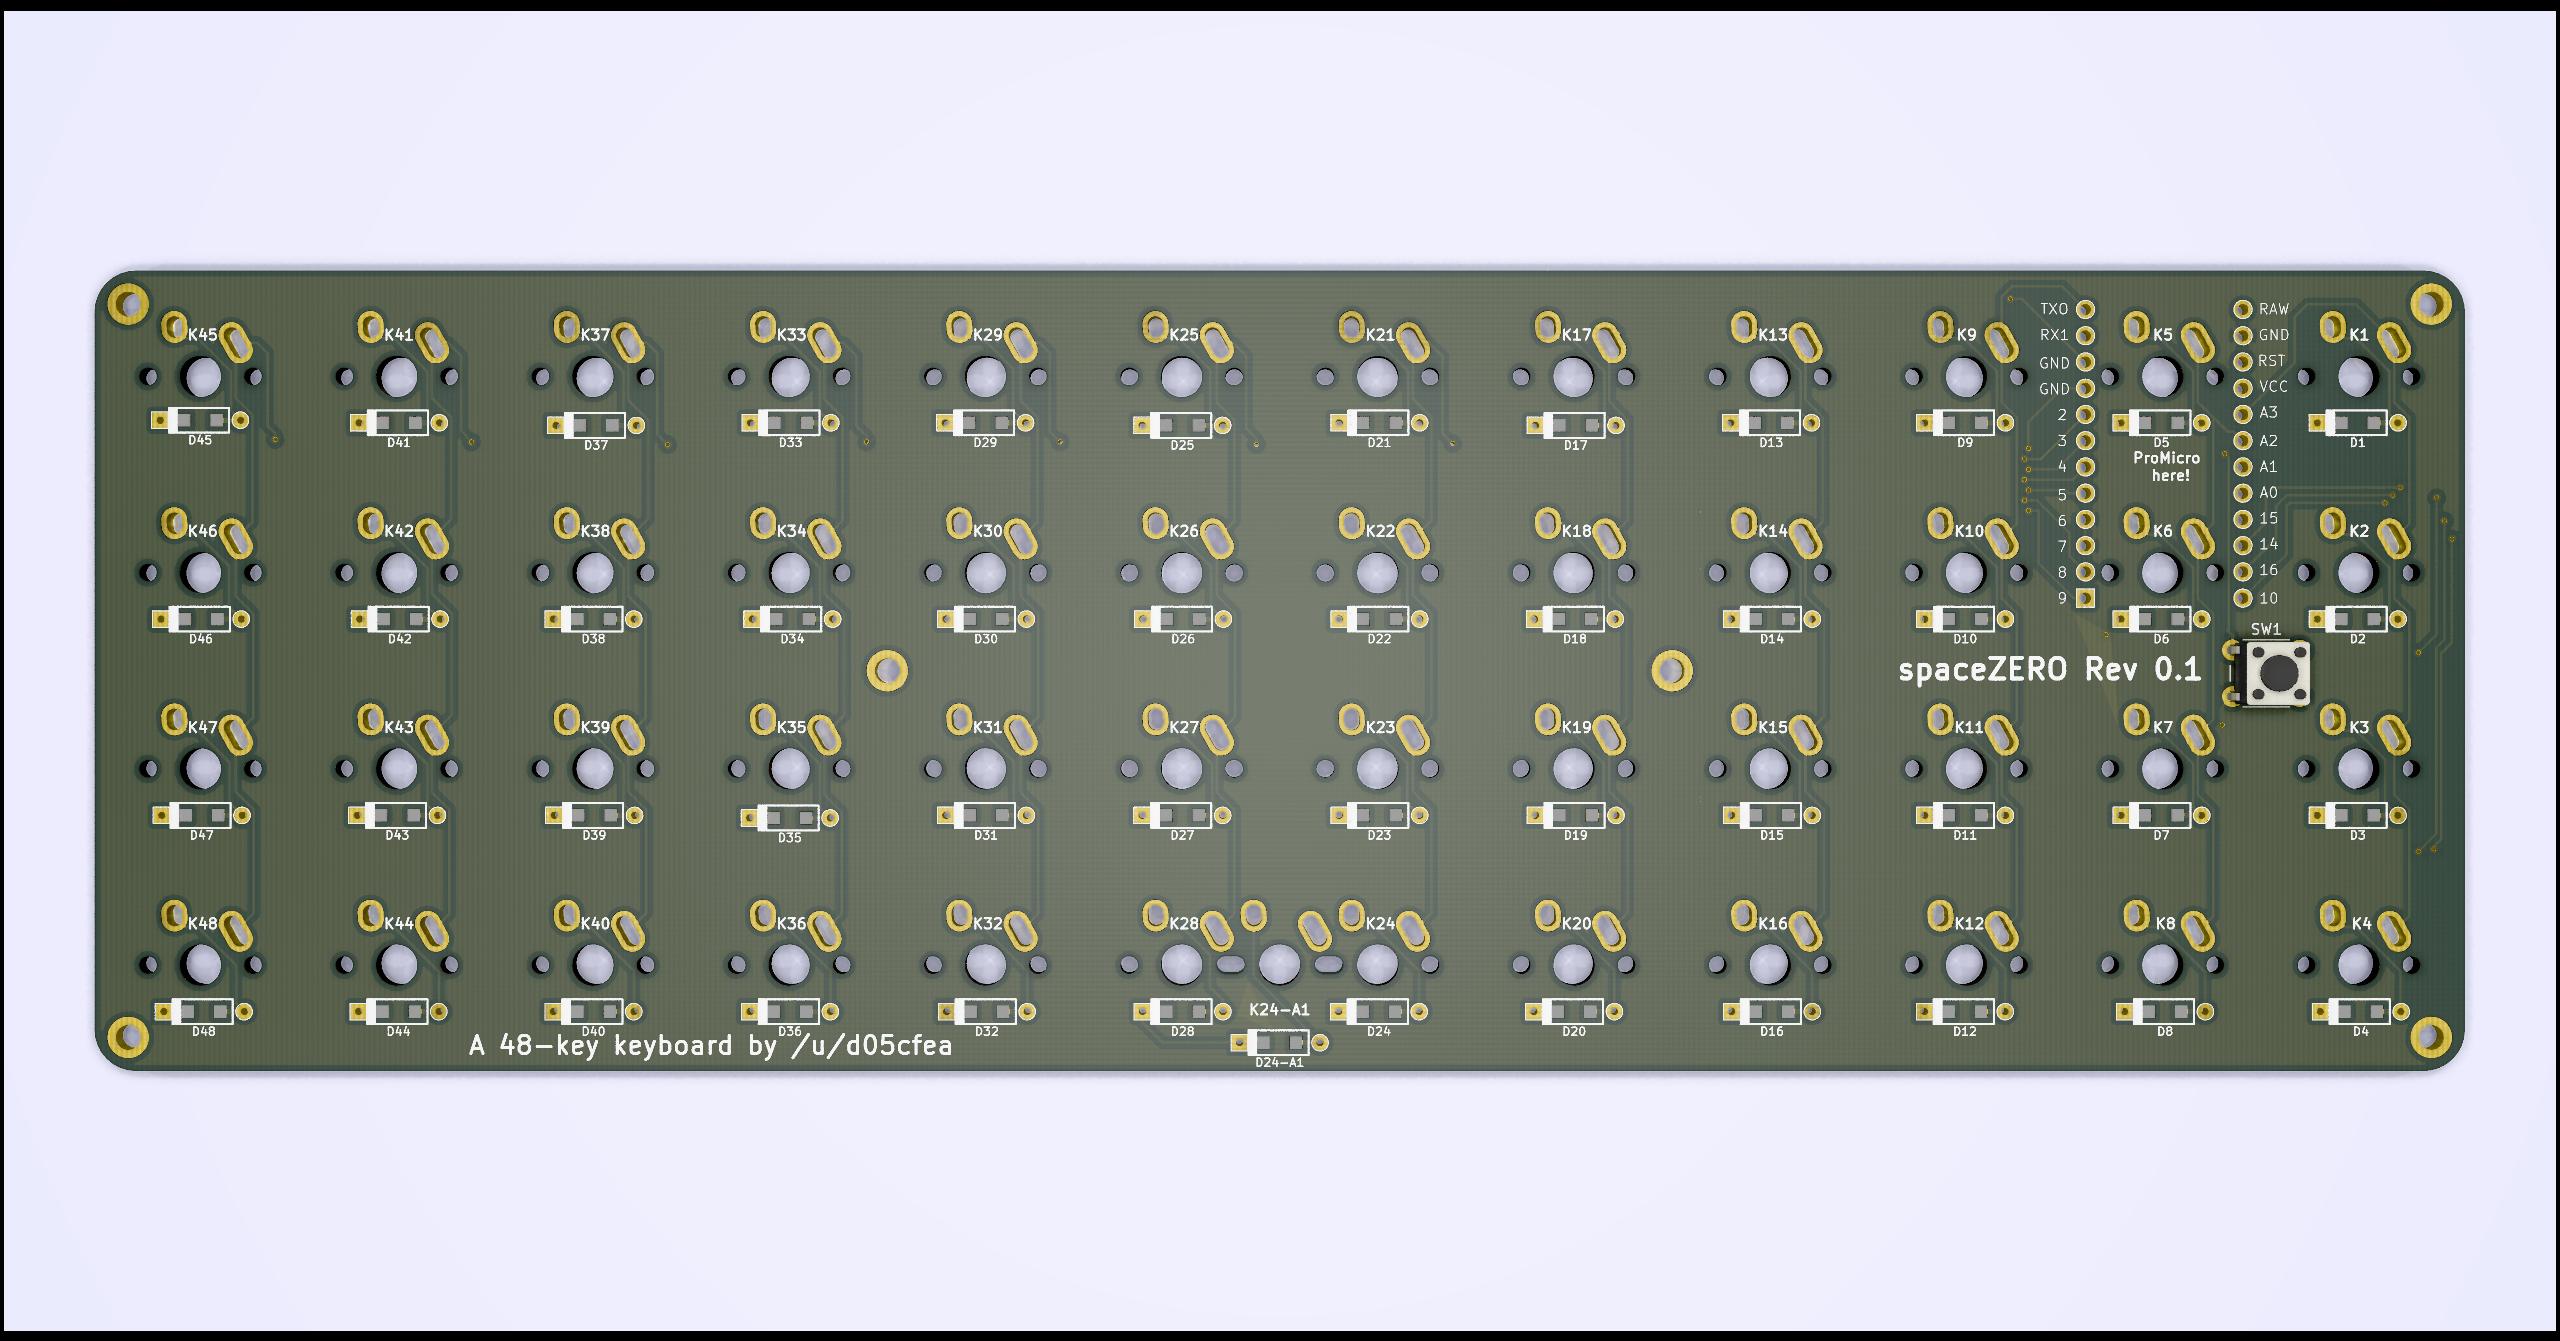 K45 K41 K37 K33 K29 K25 K21 K17 K13 K9 K5 K1
D45 D41 D37 D33 D29 D25 D21 D17 D13 D9 D5 D1
TXO RAW
RX1 GND
GND RST
GND VCC
2 A3
3 A2
4 A1
5 A0
6 15
7 14
8 16
9 10
ProMicro
here!
K46 K42 K38 K34 K30 K26 K22 K18 K14 K10 K6 K2
D46 D42 D38 D34 D30 D26 D22 D18 D14 D10 D6 D2
SW1
spaceZERO Rev 0.1
K47 K43 K39 K35 K31 K27 K23 K19 K15 K11 K7 K3
D47 D43 D39 D35 D31 D27 D23 D19 D15 D11 D7 D3
K48 K44 K40 K36 K32 K28 K24 K20 K16 K12 K8 K4
K24-A1
D48 D44 D40 D36 D32 D28 D24 D20 D16 D12 D8 D4
A 48-key keyboard by /u/d05cfea
D24-A1